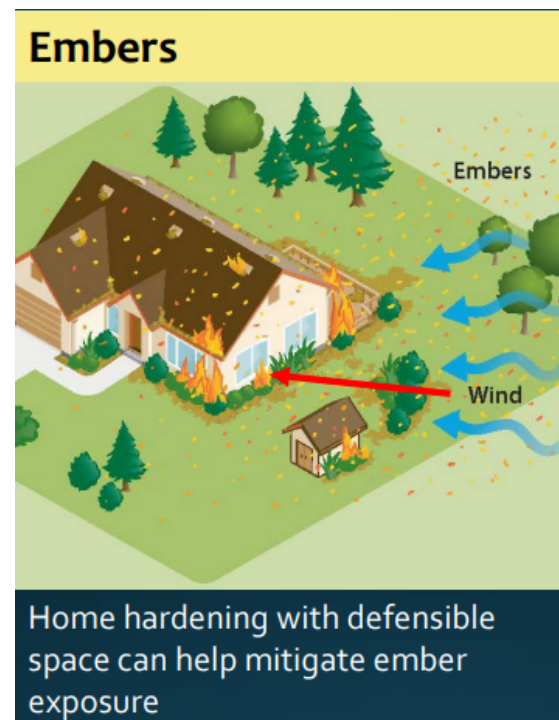 Embers
Embers
Wind
Home hardening with defensible
space can help mitigate ember
exposure